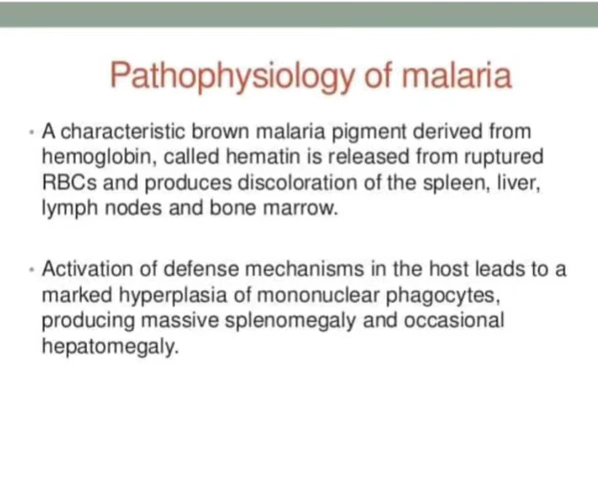 Pathophysiology of malaria
• A characteristic brown malaria pigment derived from
hemoglobin, called hematin is released from ruptured
RBCs and produces discoloration of the spleen, liver,
lymph nodes and bone marrow.
• Activation of defense mechanisms in the host leads to a
marked hyperplasia of mononuclear phagocytes,
producing massive splenomegaly and occasional
hepatomegaly.